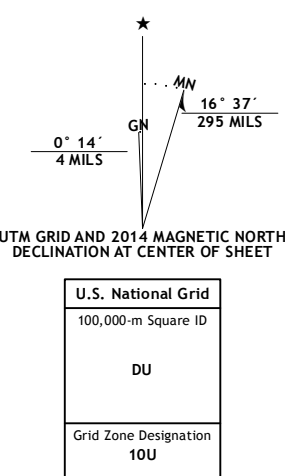 ★
MN
GN
16° 37´
295 MILS
0° 14´
4 MILS
UTM GRID AND 2014 MAGNETIC NORTH
DECLINATION AT CENTER OF SHEET
U.S. National Grid
100,000-m Square ID
DU
Grid Zone Designation
10U